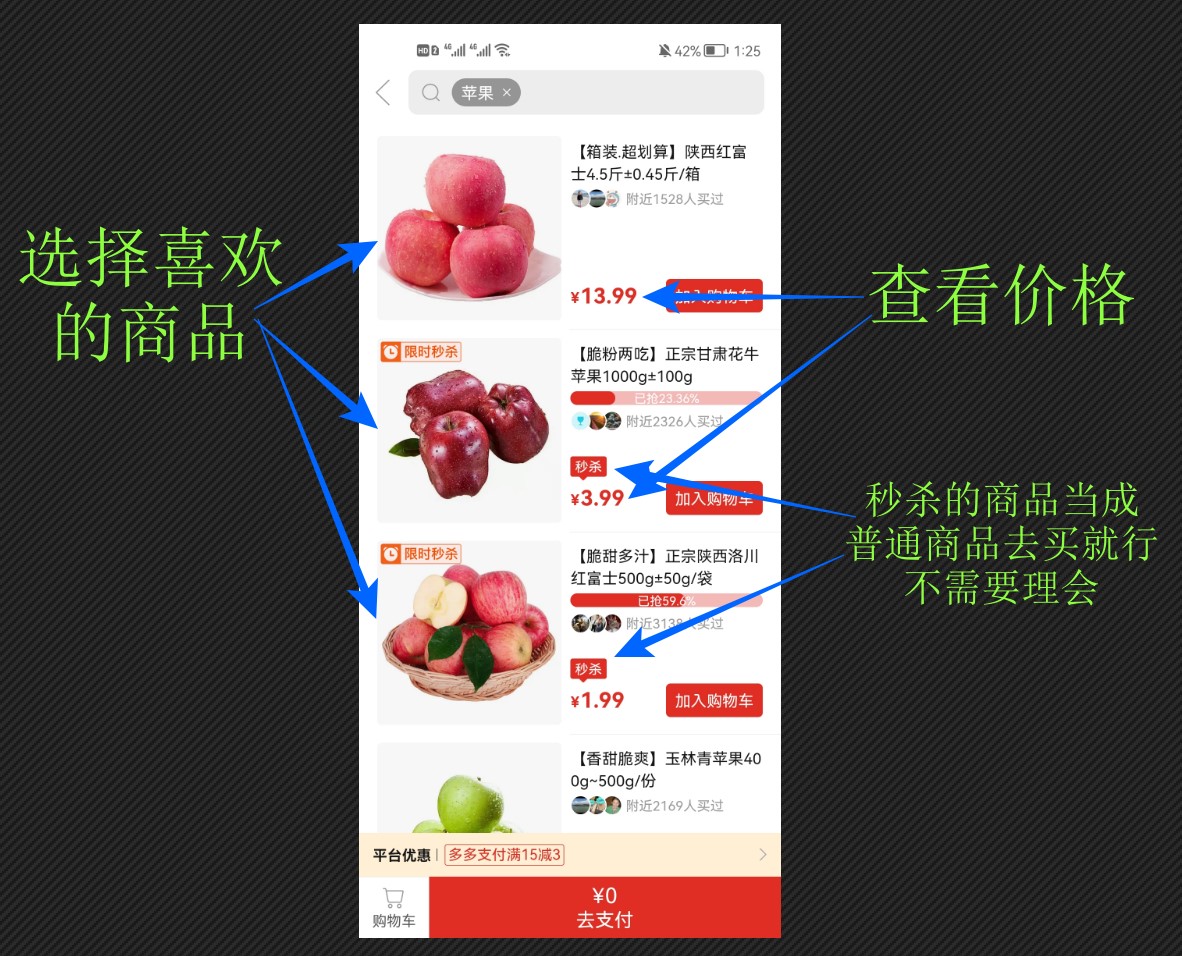 HD 2 4G 4G 42% 1:25
苹果 ×
【箱装.超划算】陕西红富
士4.5斤±0.45斤/箱
附近1528人买过
¥13.99 加入购物车
限时秒杀
【脆粉两吃】正宗甘肃花牛
苹果1000g±100g
已抢23.36%
附近2326人买过
秒杀
¥3.99 加入购物车
限时秒杀
【脆甜多汁】正宗陕西洛川
红富士500g±50g/袋
已抢59.6%
附近3138人买过
秒杀
¥1.99 加入购物车
【香甜脆爽】玉林青苹果40
0g~500g/份
附近2169人买过
平台优惠 | 多多支付满15减3
购物车
¥0
去支付
选择喜欢
的商品
查看价格
秒杀的商品当成
普通商品去买就行
不需要理会